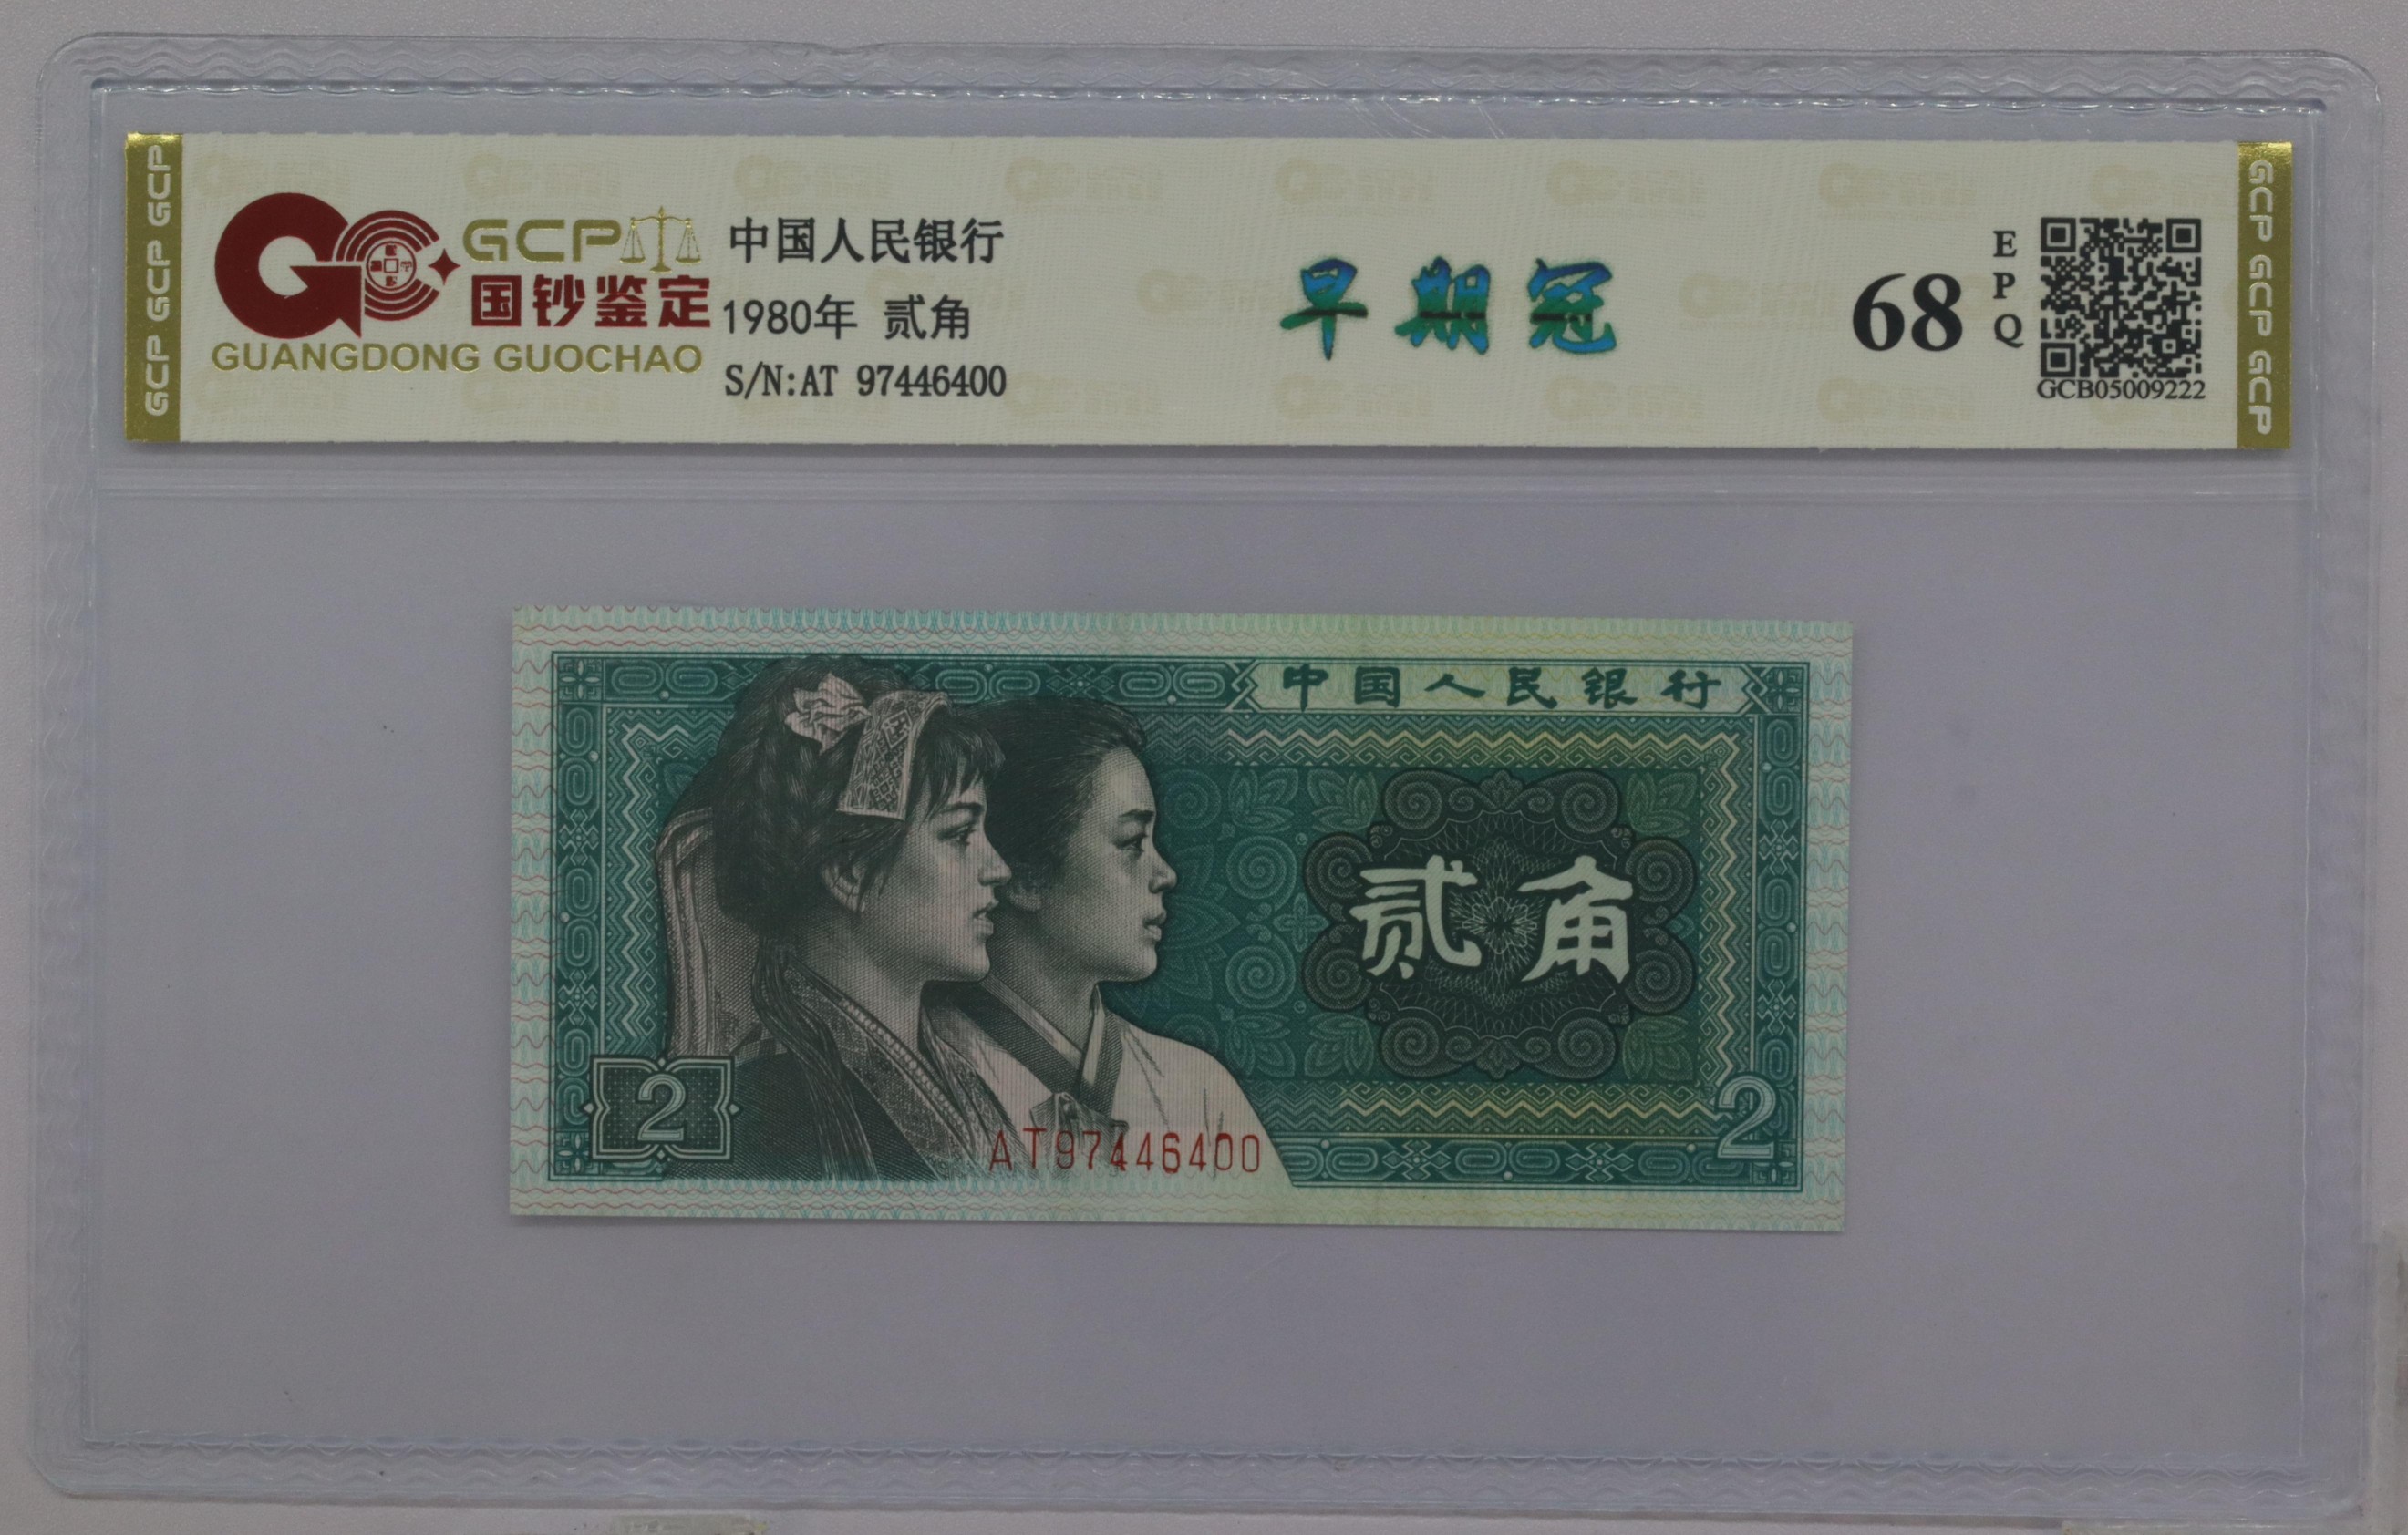 GCP GCP GCP
GCP
国钞鉴定
GUANGDONG GUOCHAO
中国人民银行
1980年 贰角
S/N:AT 97446400
早期冠
68
EPQ
GCB05009222
GCP GCP GCP
中国人民银行
贰角
2
AT97446400
2